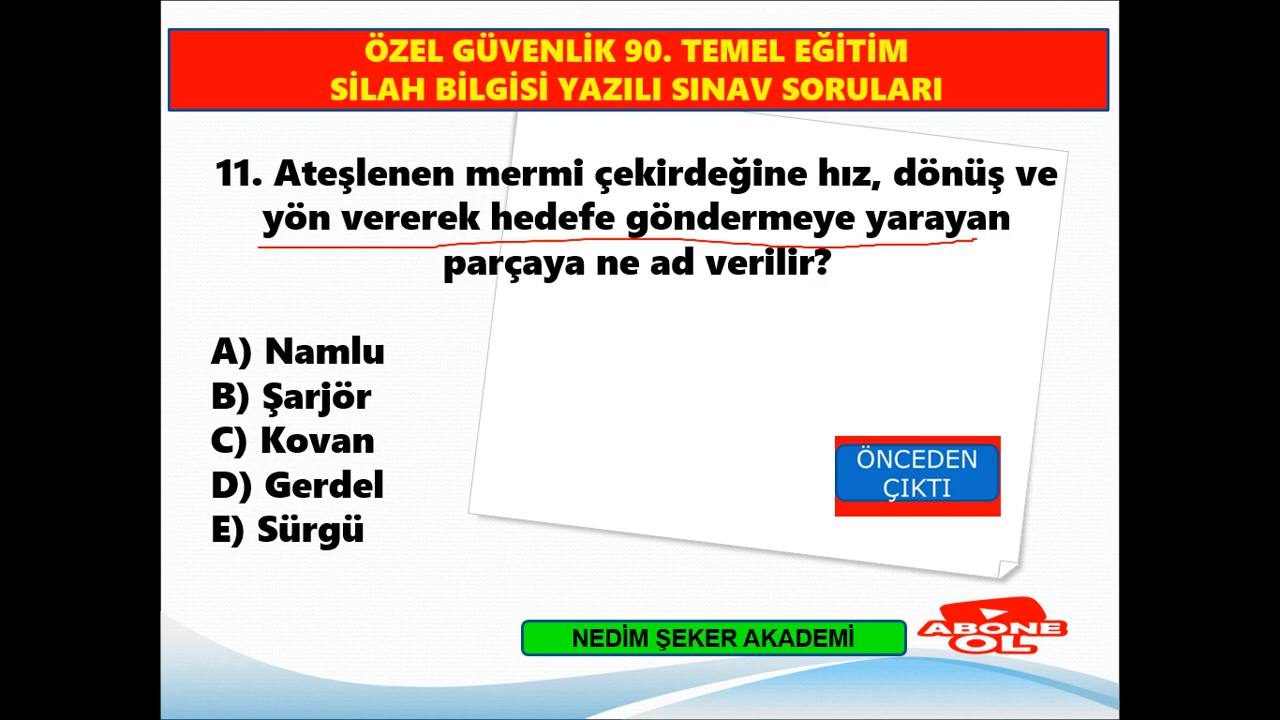 ÖZEL GÜVENLİK 90. TEMEL EĞİTİM
SİLAH BİLGİSİ YAZILI SINAV SORULARI
11. Ateşlenen mermi çekirdeğine hız, dönüş ve
yön vererek hedefe göndermeye yarayan
parçaya ne ad verilir?
A) Namlu
B) Şarjör
C) Kovan
D) Gerdel
E) Sürgü
ÖNCEDEN
ÇIKTI
NEDİM ŞEKER AKADEMİ
ABONE
OL